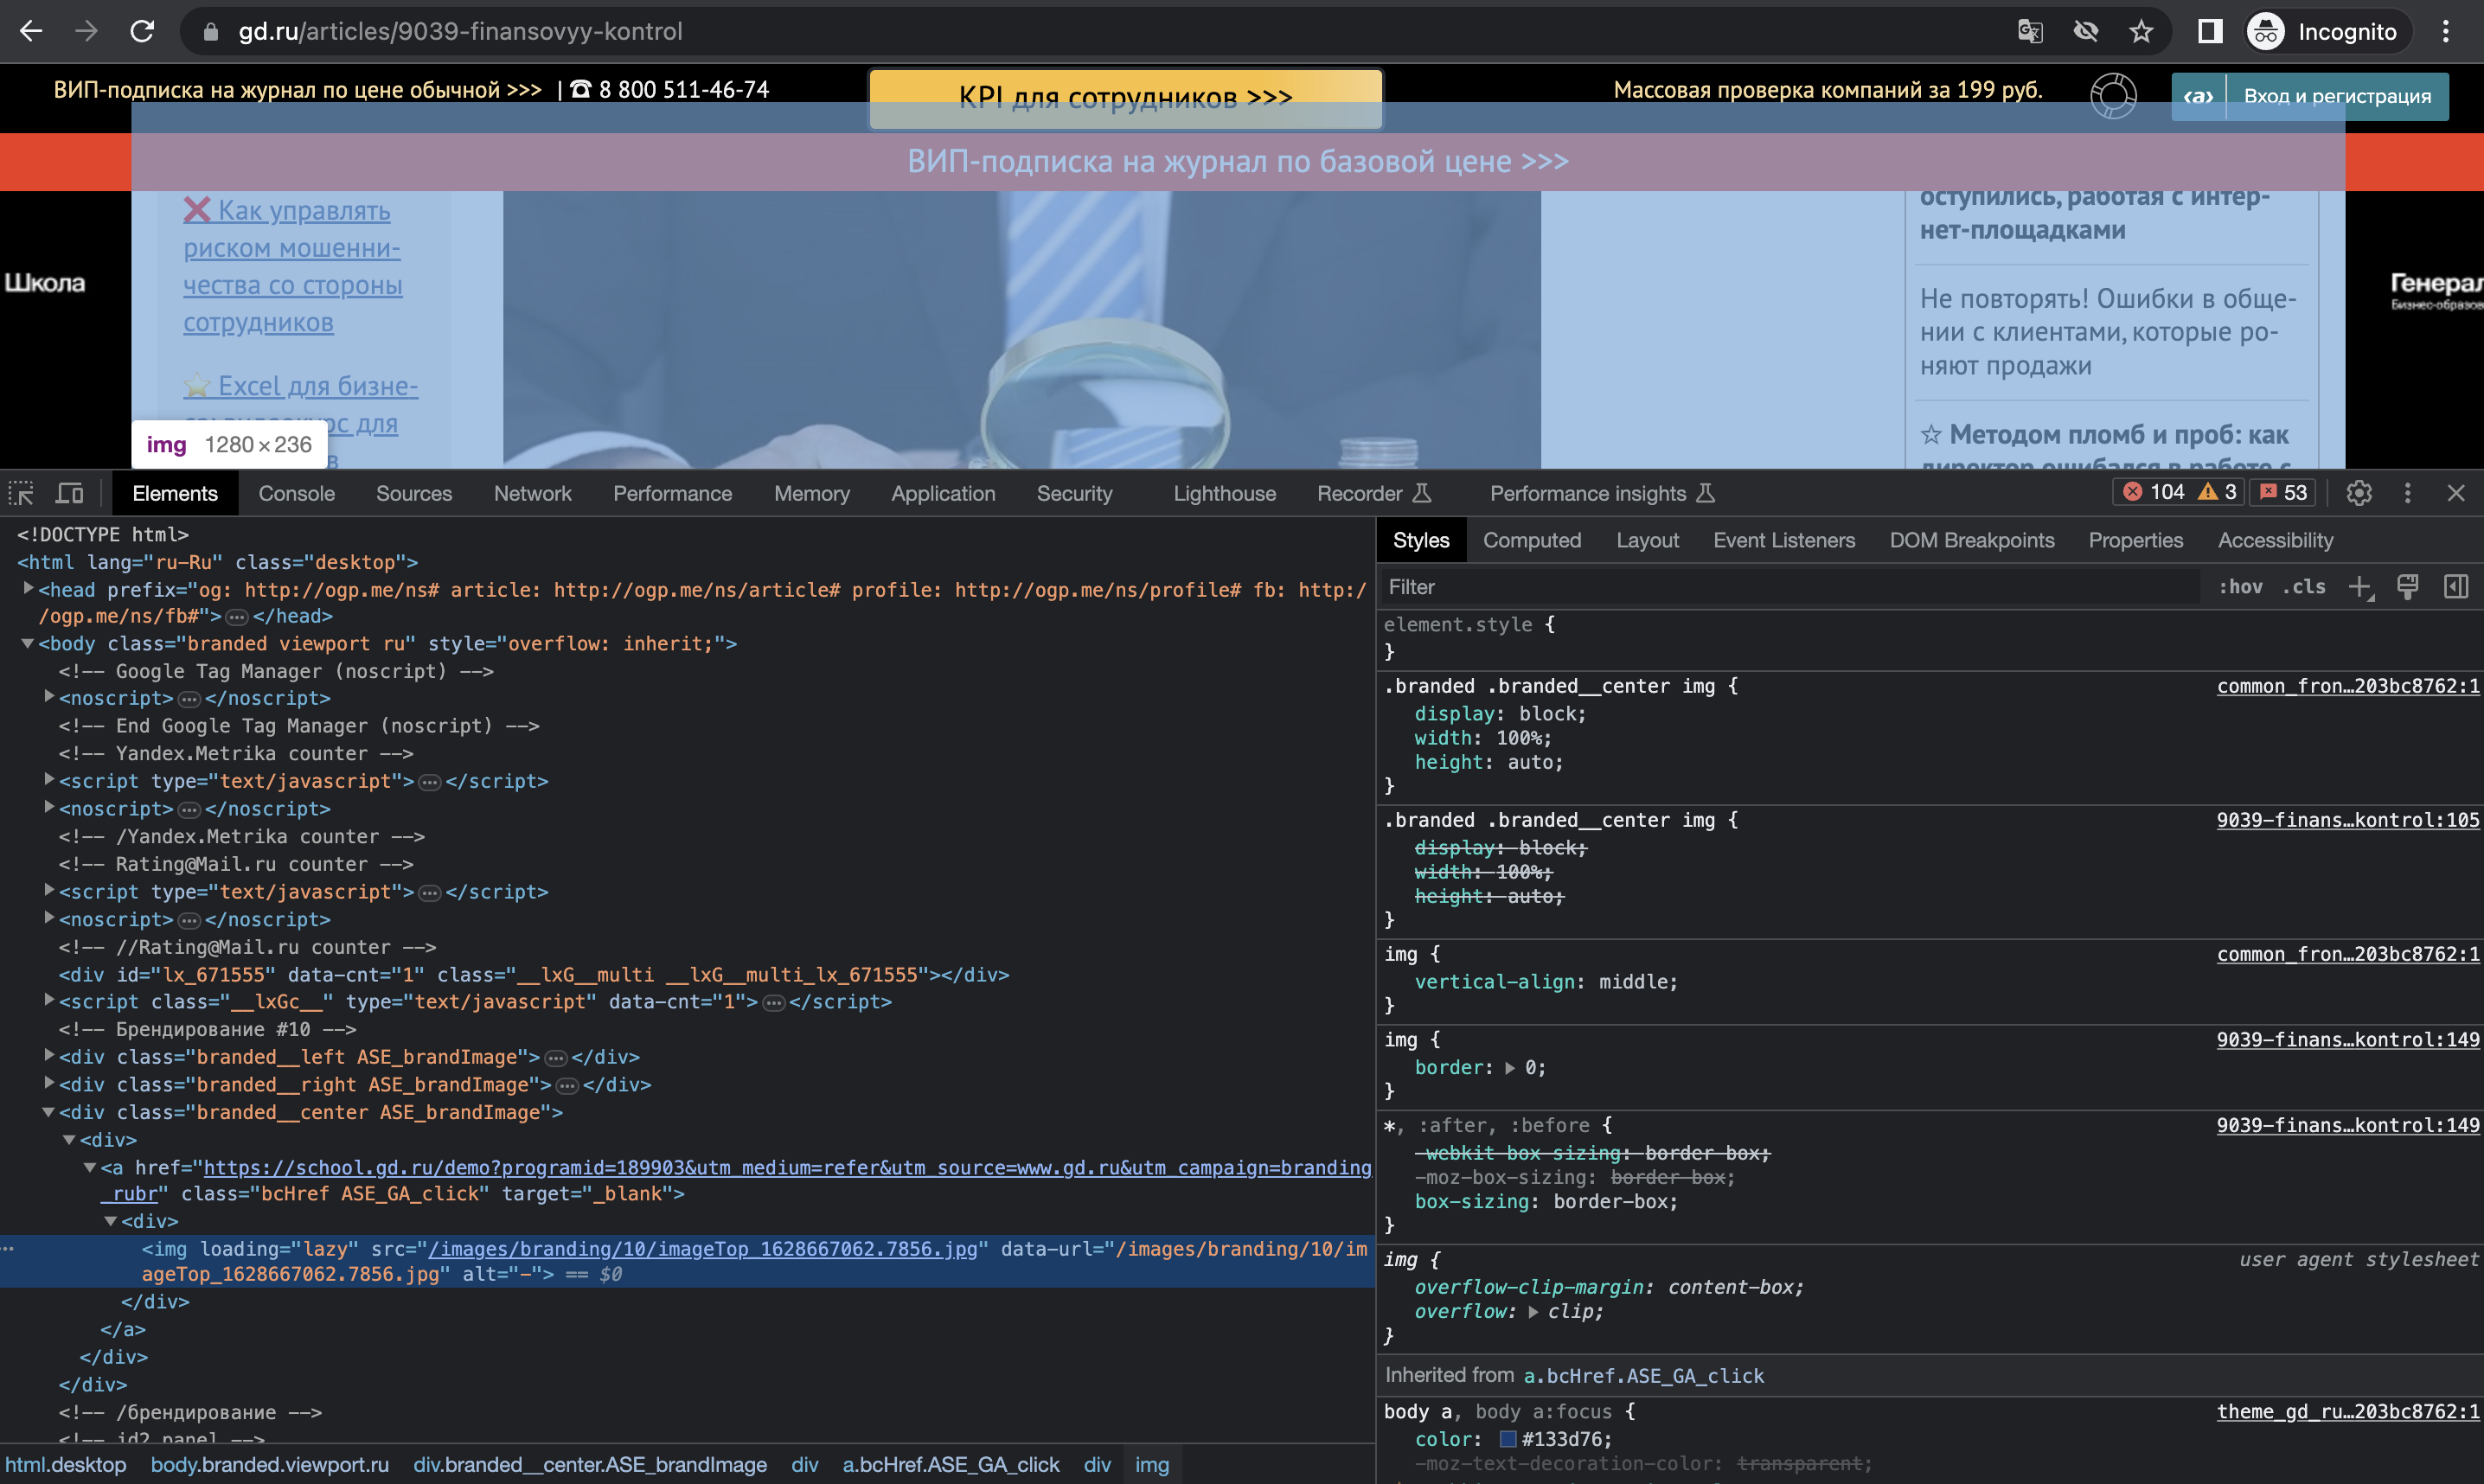 gd.ru/articles/9039-finansovyy-kontrol
Incognito
ВИП-подписка на журнал по цене обычной >>> | ☎ 8 800 511-46-74
KPI для сотрудников >>>
Массовая проверка компаний за 199 руб.
Вход и регистрация
ВИП-подписка на журнал по базовой цене >>>
❌ Как управлять
риском мошенни-
чества со стороны
сотрудников
⭐ Excel для бизне-
рс для
в
Школа
оступились, работая с интер-
нет-площадками
Не повторять! Ошибки в обще-
нии с клиентами, которые ро-
няют продажи
☆ Методом пломб и проб: как
директор ошибался в работе с
Генерал
Бизнес-образов
img 1280×236
Elements Console Sources Network Performance Memory Application Security Lighthouse Recorder Performance insights 104 3 53
<!DOCTYPE html>
<html lang="ru-Ru" class="desktop">
<head prefix="og: http://ogp.me/ns# article: http://ogp.me/ns/article# profile: http://ogp.me/ns/profile# fb: http:/
/ogp.me/ns/fb#">…</head>
<body class="branded viewport ru" style="overflow: inherit;">
<!-- Google Tag Manager (noscript) -->
<noscript>…</noscript>
<!-- End Google Tag Manager (noscript) -->
<!-- Yandex.Metrika counter -->
<script type="text/javascript">…</script>
<noscript>…</noscript>
<!-- /Yandex.Metrika counter -->
<!-- Rating@Mail.ru counter -->
<script type="text/javascript">…</script>
<noscript>…</noscript>
<!-- //Rating@Mail.ru counter -->
<div id="lx_671555" data-cnt="1" class="__lxG__multi __lxG__multi_lx_671555"></div>
<script class="__lxGc__" type="text/javascript" data-cnt="1">…</script>
<!-- Брендирование #10 -->
<div class="branded__left ASE_brandImage">…</div>
<div class="branded__right ASE_brandImage">…</div>
<div class="branded__center ASE_brandImage">
<div>
<a href="https://school.gd.ru/demo?programid=189903&utm_medium=refer&utm_source=www.gd.ru&utm_campaign=branding
_rubr" class="bcHref ASE_GA_click" target="_blank">
<div>
<img loading="lazy" src="/images/branding/10/imageTop_1628667062.7856.jpg" data-url="/images/branding/10/im
ageTop_1628667062.7856.jpg" alt="-"> == $0
</div>
</a>
</div>
</div>
<!-- /брендирование -->
<!-- id2 panel -->
html.desktop body.branded.viewport.ru div.branded__center.ASE_brandImage div a.bcHref.ASE_GA_click div img
Styles Computed Layout Event Listeners DOM Breakpoints Properties Accessibility
Filter :hov .cls
element.style {
}
.branded .branded__center img { common_fron…203bc8762:1
display: block;
width: 100%;
height: auto;
}
.branded .branded__center img { 9039-finans…kontrol:105
display: block;
width: 100%;
height: auto;
}
img { common_fron…203bc8762:1
vertical-align: middle;
}
img { 9039-finans…kontrol:149
border: 0;
}
*, :after, :before { 9039-finans…kontrol:149
-webkit-box-sizing: border-box;
-moz-box-sizing: border-box;
box-sizing: border-box;
}
img { user agent stylesheet
overflow-clip-margin: content-box;
overflow: clip;
}
Inherited from a.bcHref.ASE_GA_click
body a, body a:focus { theme_gd_ru…203bc8762:1
color: #133d76;
-moz-text-decoration-color: transparent;